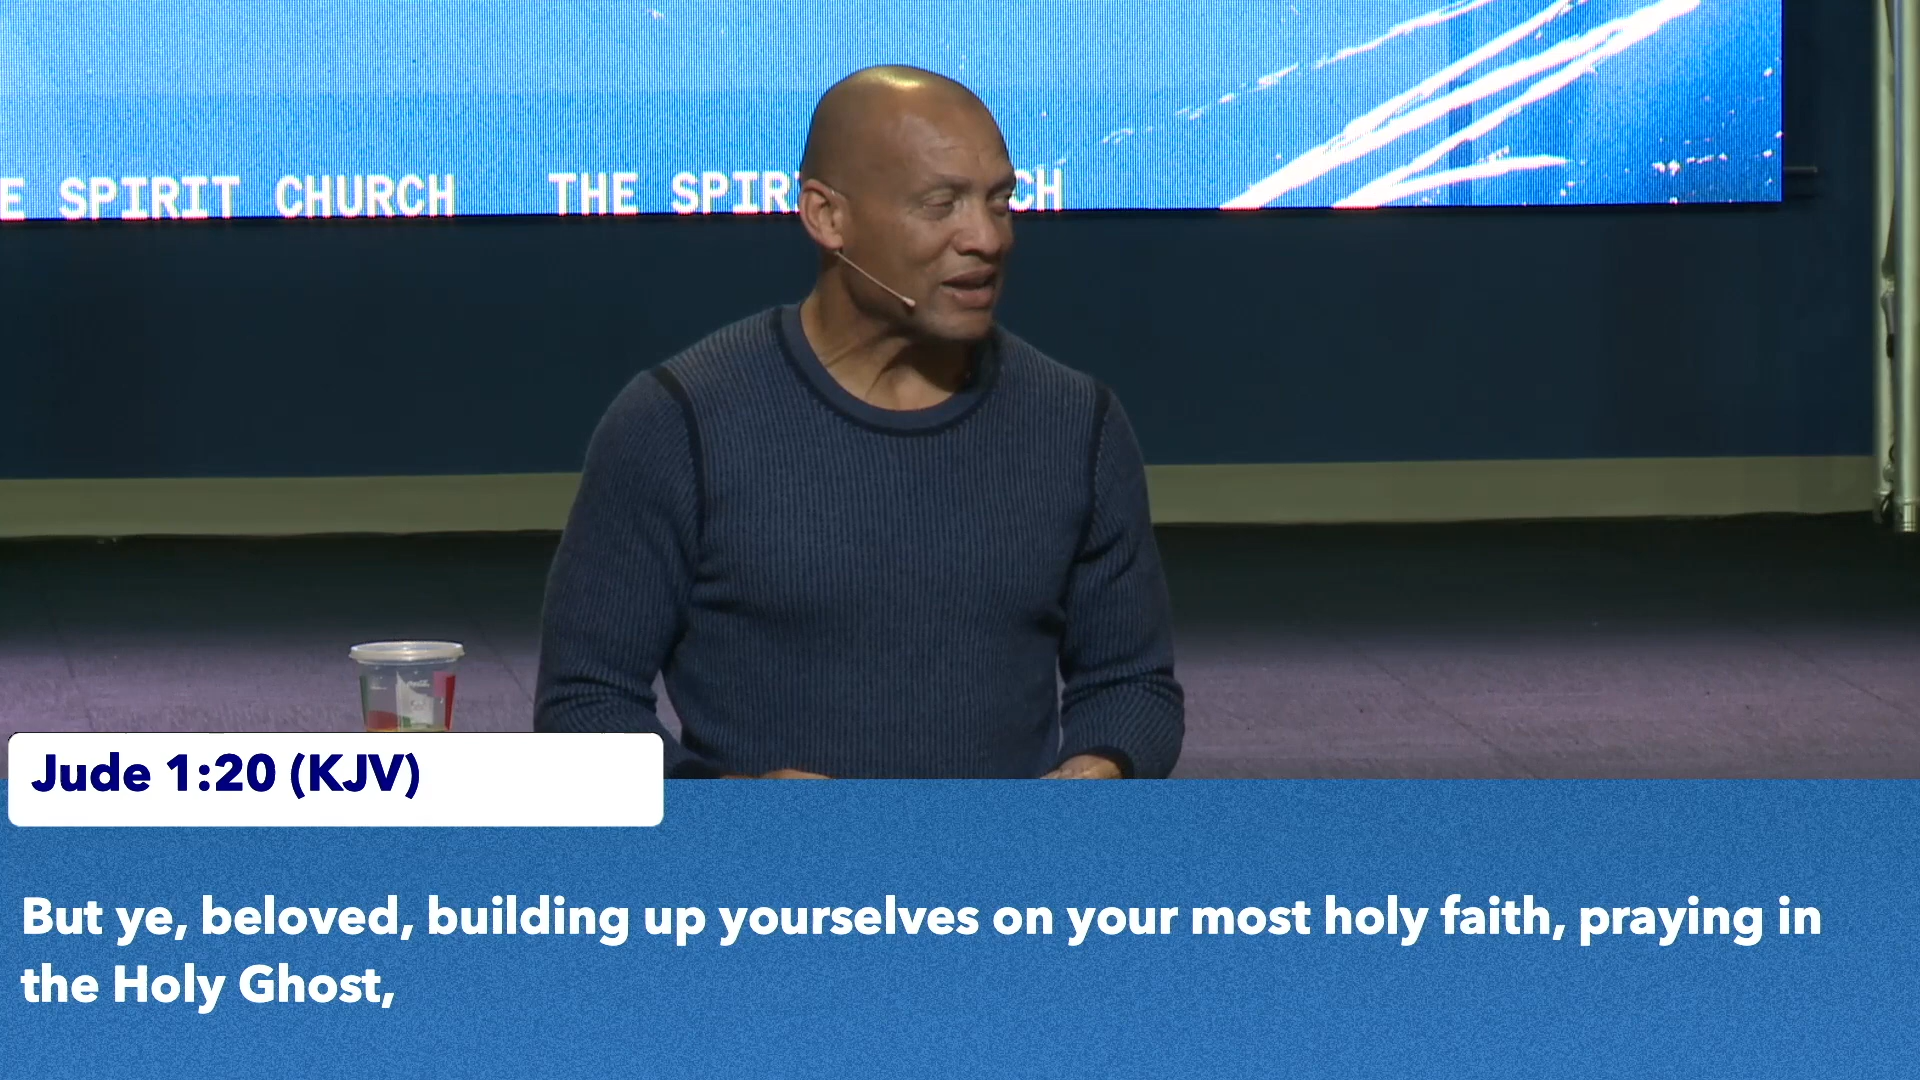 E SPIRIT CHURCH THE SPIR CH
Jude 1:20 (KJV)
But ye, beloved, building up yourselves on your most holy faith, praying in
the Holy Ghost,